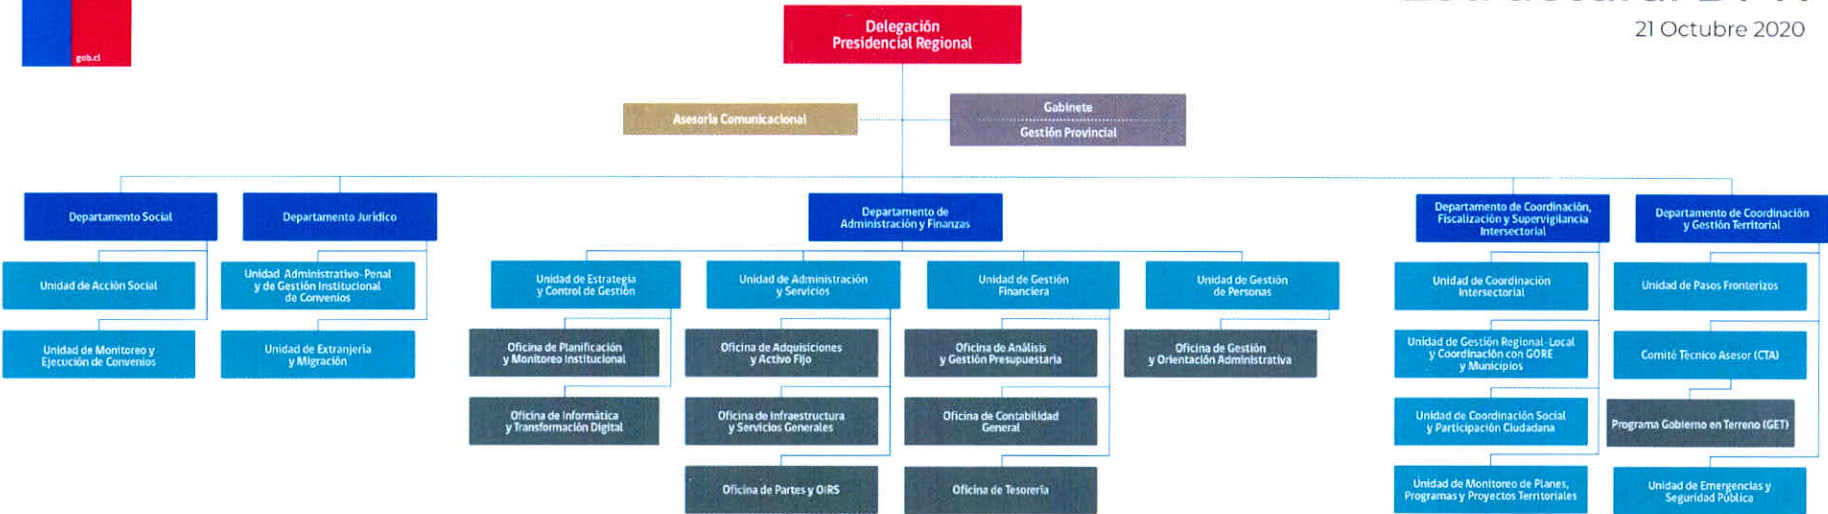 gob.cl
21 Octubre 2020
Delegación
Presidencial Regional
Asesoría Comunicacional
Gabinete
Gestión Provincial
Departamento Social
Departamento Jurídico
Departamento de
Administración y Finanzas
Departamento de Coordinación,
Fiscalización y Supervigilancia
Intersectorial
Departamento de Coordinación
y Gestión Territorial
Unidad de Acción Social
Unidad de Monitoreo y
Ejecución de Convenios
Unidad Administrativo-Penal
y de Gestión Institucional
de Convenios
Unidad de Extranjería
y Migración
Unidad de Estrategia
y Control de Gestión
Oficina de Planificación
y Monitoreo Institucional
Oficina de Informática
y Transformación Digital
Unidad de Administración
y Servicios
Oficina de Adquisiciones
y Activo Fijo
Oficina de Infraestructura
y Servicios Generales
Oficina de Partes y OIRS
Unidad de Gestión
Financiera
Oficina de Análisis
y Gestión Presupuestaria
Oficina de Contabilidad
General
Oficina de Tesorería
Unidad de Gestión
de Personas
Oficina de Gestión
y Orientación Administrativa
Unidad de Coordinación
Intersectorial
Unidad de Gestión Regional-Local
y Coordinación con GORE
y Municipios
Unidad de Coordinación Social
y Participación Ciudadana
Unidad de Monitoreo de Planes,
Programas y Proyectos Territoriales
Unidad de Pasos Fronterizos
Comité Técnico Asesor (CTA)
Programa Gobierno en Terreno (GET)
Unidad de Emergencias y
Seguridad Pública